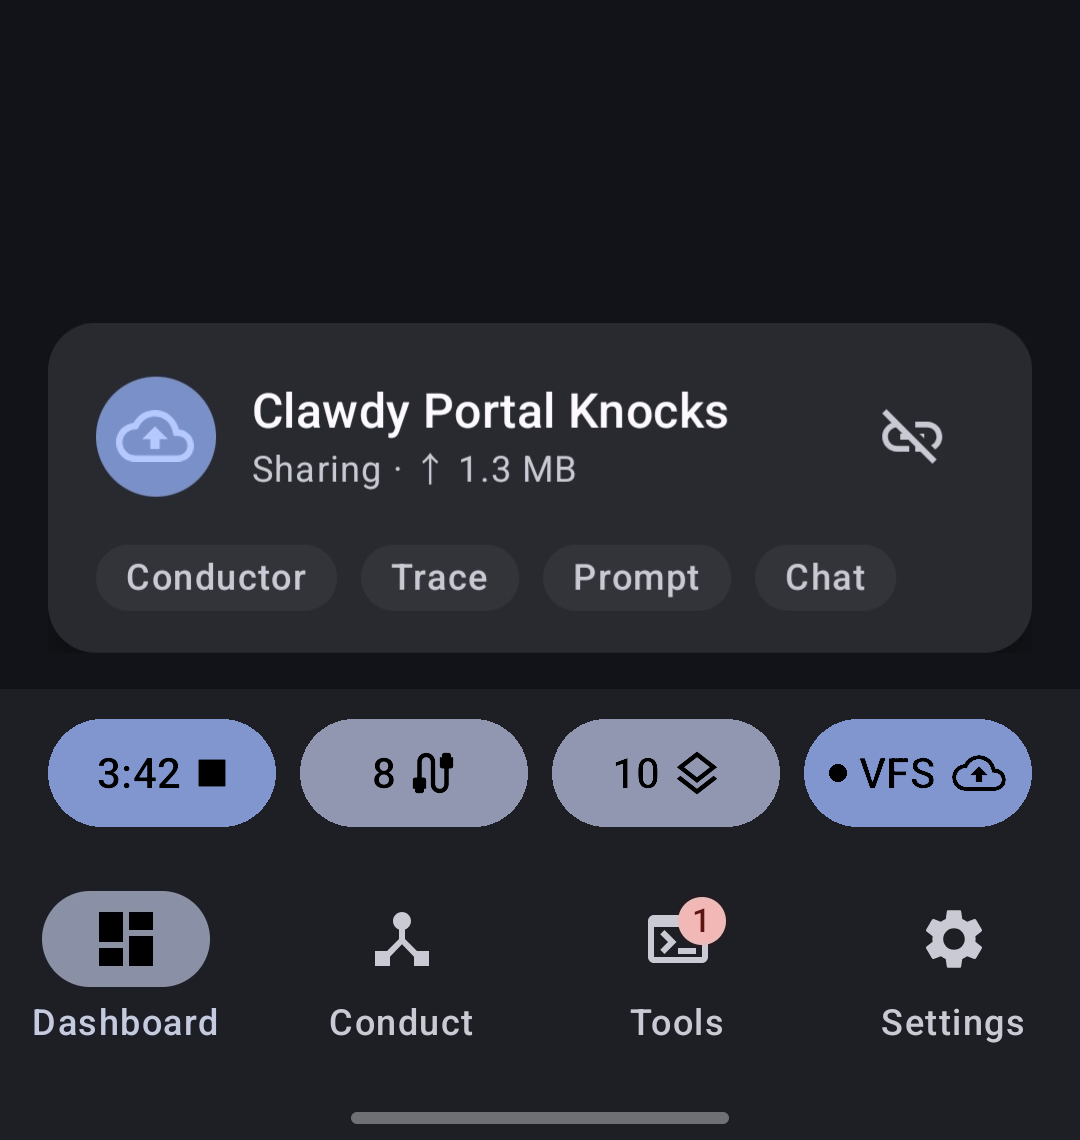 Clawdy Portal Knocks
Sharing · ↑ 1.3 MB
Conductor Trace Prompt Chat
3:42 8 10 VFS
1
Dashboard Conduct Tools Settings